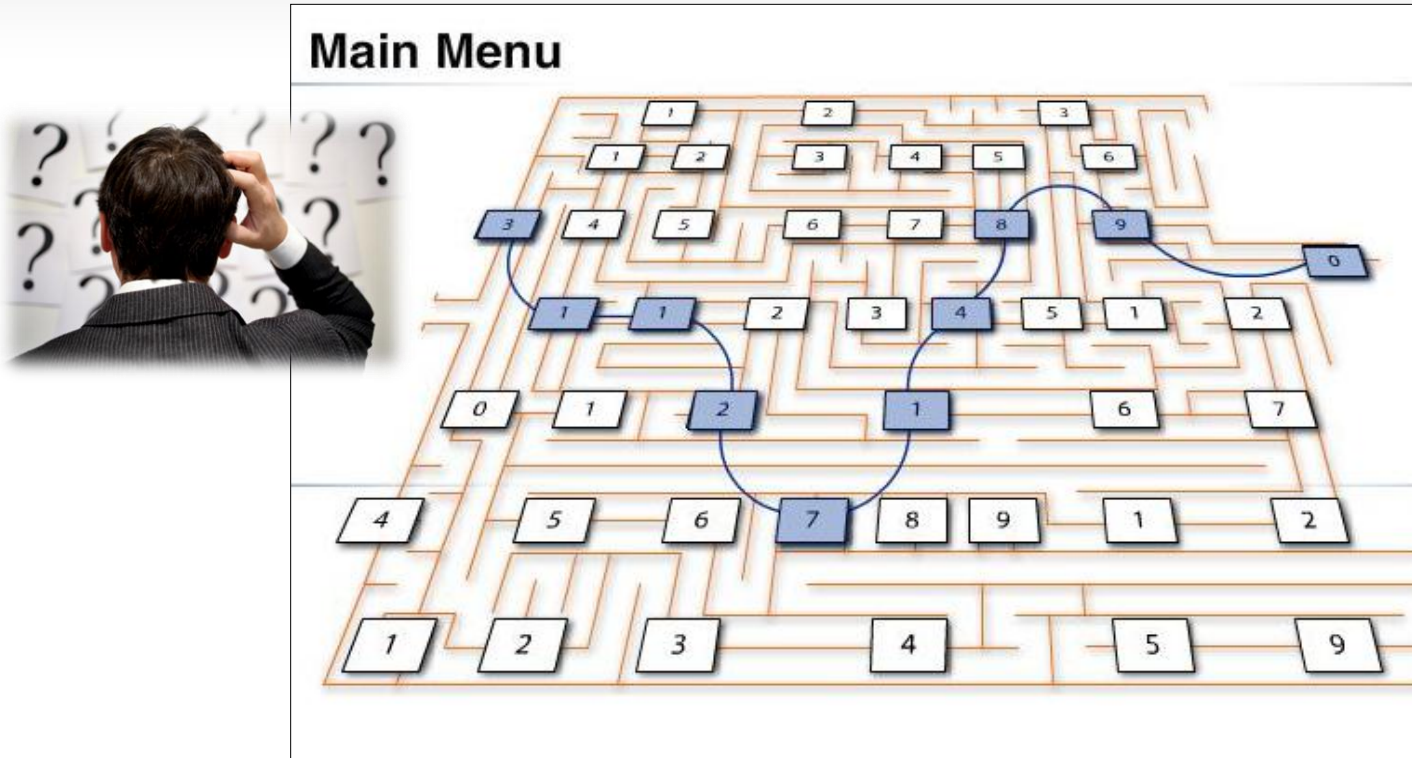 Main Menu
1 2 3
1 2 3 4 5 6
3 4 5 6 7 8 9
0
1 1 2 3 4 5 1 2
0 1 2 1 6 7
4 5 6 7 8 9 1 2
1 2 3 4 5 9
? ? ? ? ? ? ? ? ? ?